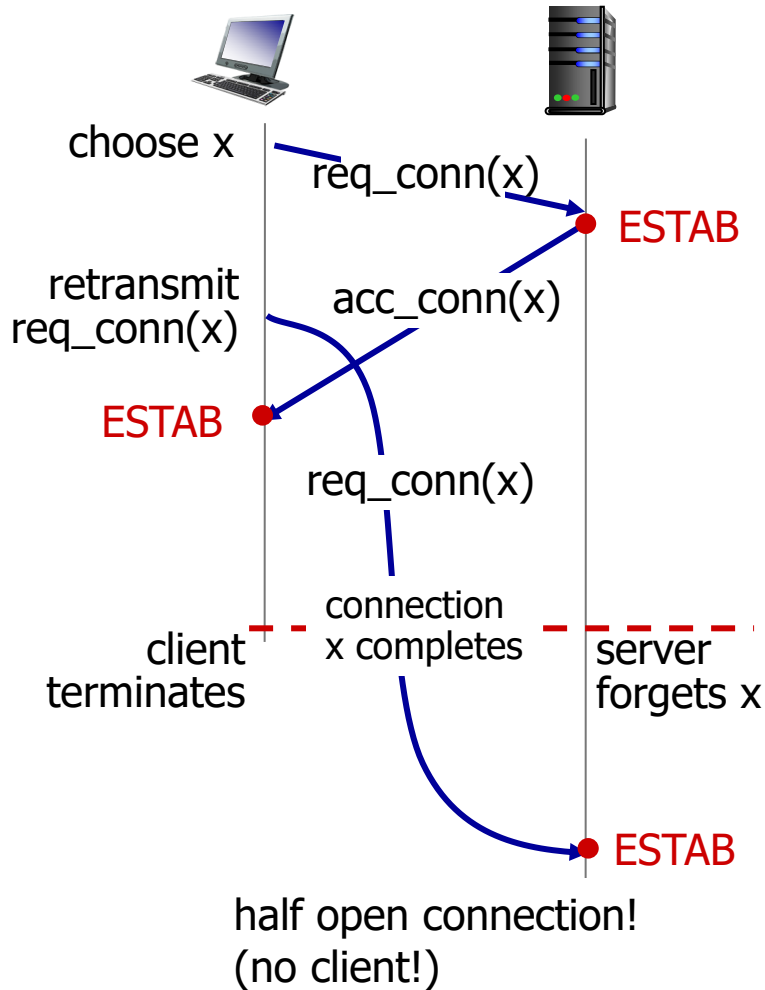 choose x
req_conn(x)
ESTAB
retransmit
req_conn(x)
acc_conn(x)
ESTAB
req_conn(x)
connection
x completes
client
terminates
server
forgets x
ESTAB
half open connection!
(no client!)